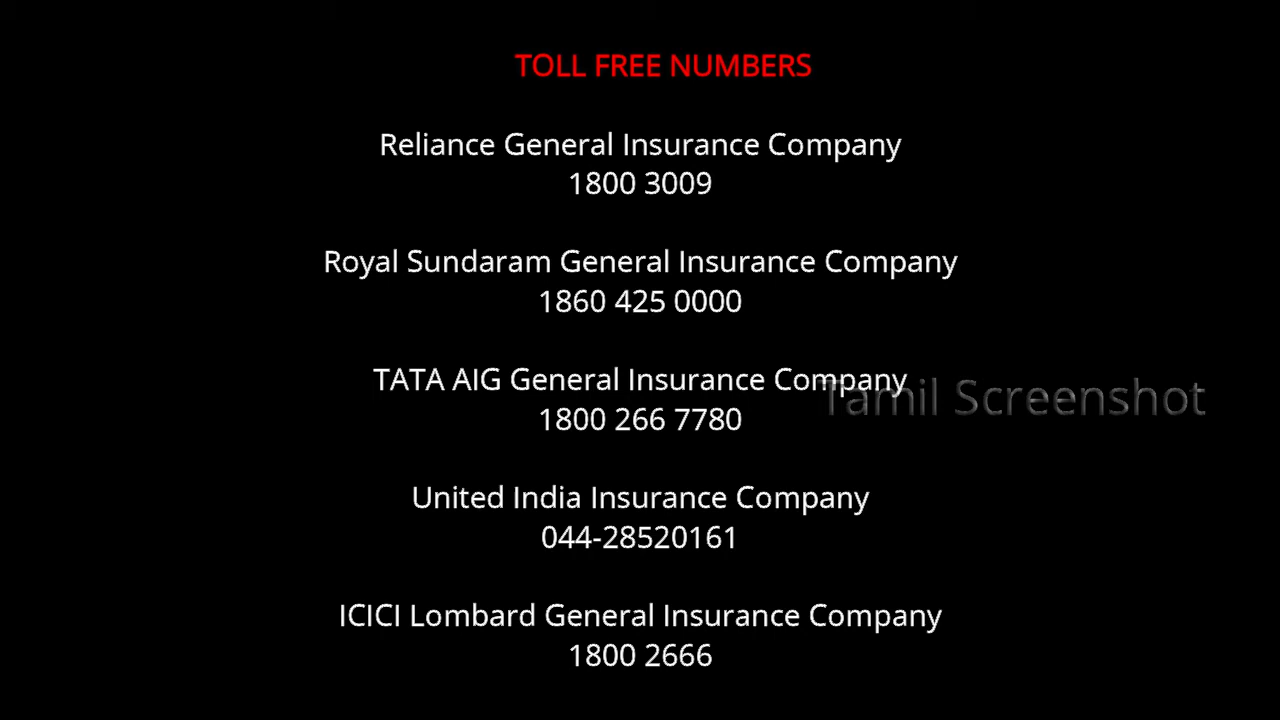 TOLL FREE NUMBERS
Reliance General Insurance Company
1800 3009
Royal Sundaram General Insurance Company
1860 425 0000
TATA AIG General Insurance Company
1800 266 7780
Tamil Screenshot
United India Insurance Company
044-28520161
ICICI Lombard General Insurance Company
1800 2666